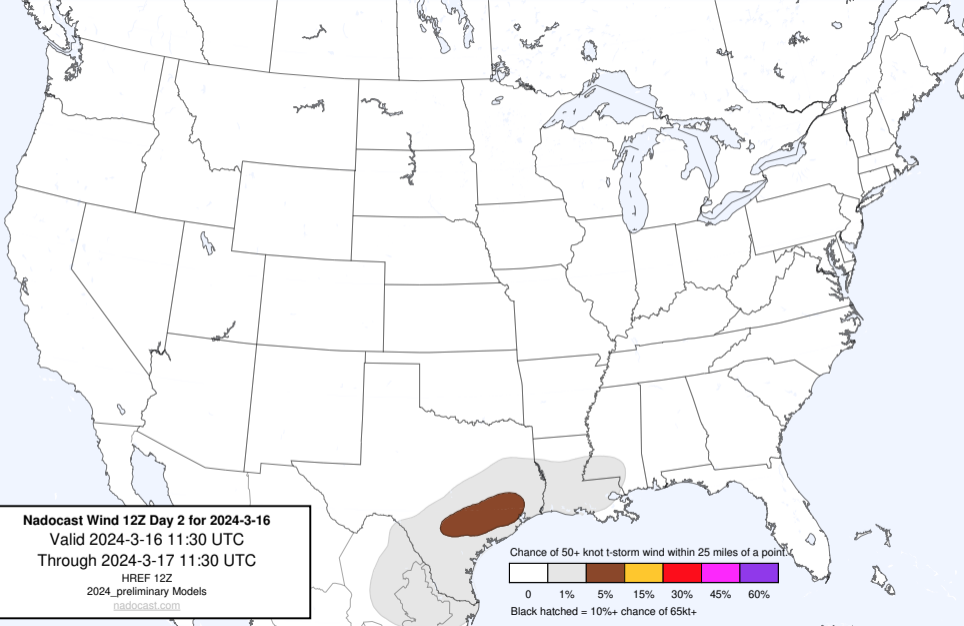 Nadocast Wind 12Z Day 2 for 2024-3-16
Valid 2024-3-16 11:30 UTC
Through 2024-3-17 11:30 UTC
HREF 12Z
2024_preliminary Models
nadocast.com
Chance of 50+ knot t-storm wind within 25 miles of a point.
0 1% 5% 15% 30% 45% 60%
Black hatched = 10%+ chance of 65kt+